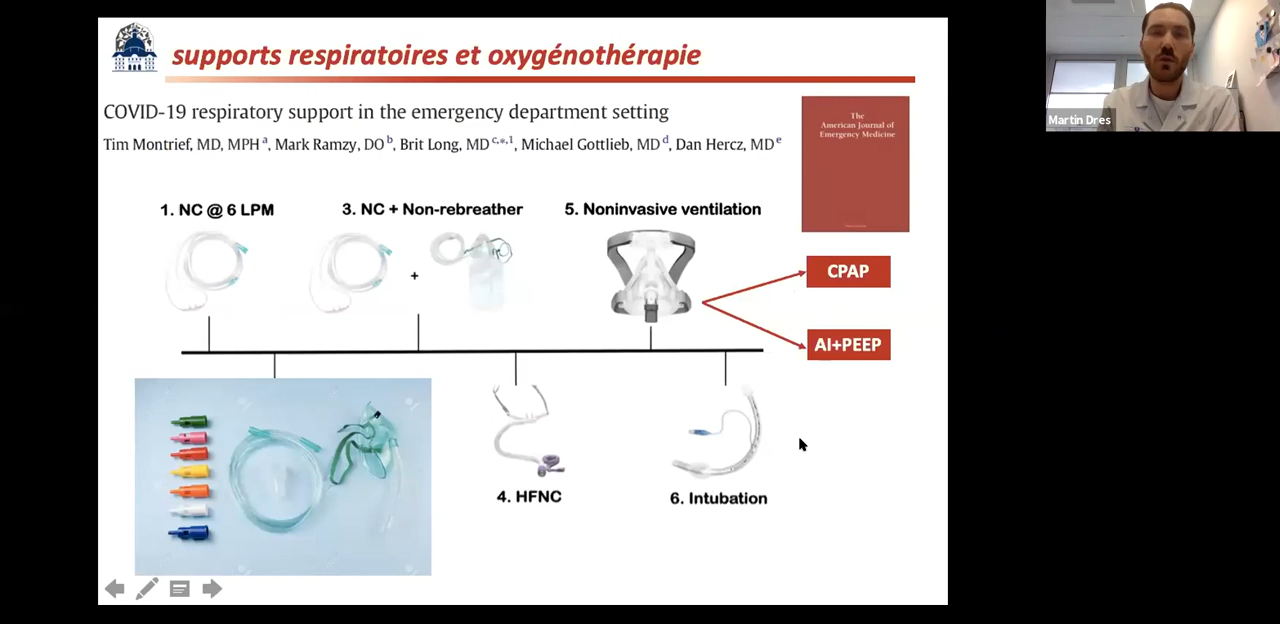 supports respiratoires et oxygénothérapie
COVID-19 respiratory support in the emergency department setting
Tim Montrief, MD, MPH a, Mark Ramzy, DO b, Brit Long, MD c,*,1, Michael Gottlieb, MD d, Dan Hercz, MD e
The
American Journal of
Emergency Medicine
Martin Dres
1. NC @ 6 LPM
3. NC + Non-rebreather
5. Noninvasive ventilation
+
CPAP
AI+PEEP
4. HFNC
6. Intubation